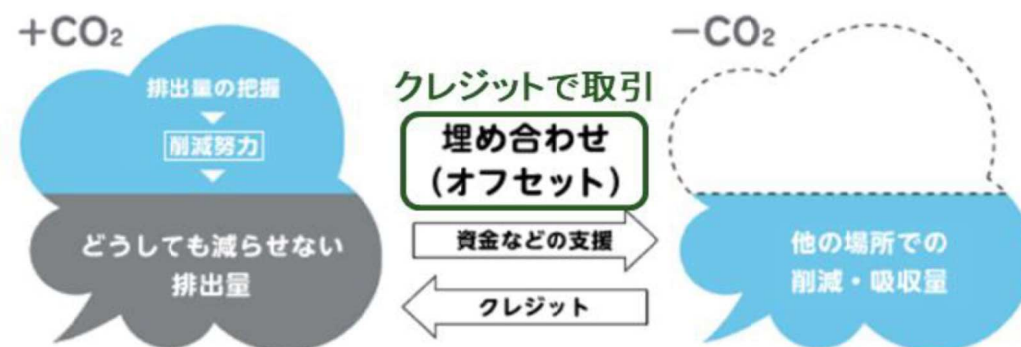 +CO₂
排出量の把握
削減努力
どうしても減らせない
排出量
クレジットで取引
埋め合わせ
(オフセット)
資金などの支援
クレジット
−CO₂
他の場所での
削減・吸収量